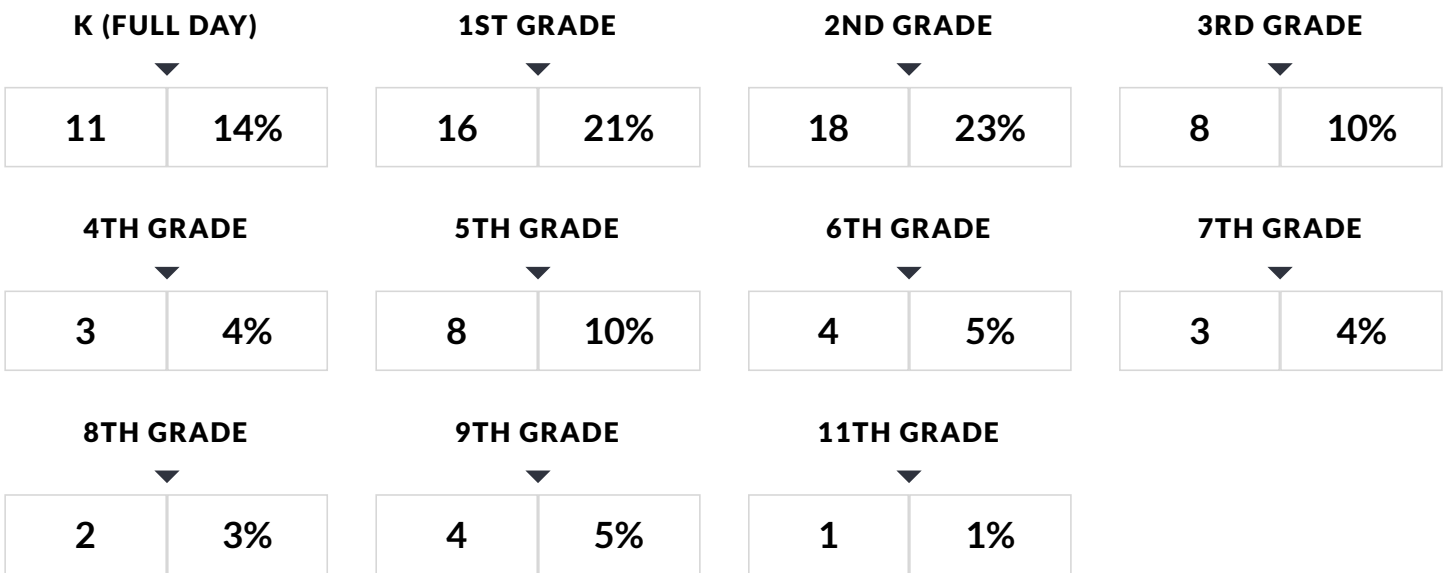 K (FULL DAY) 1ST GRADE 2ND GRADE 3RD GRADE
11 14% 16 21% 18 23% 8 10%
4TH GRADE 5TH GRADE 6TH GRADE 7TH GRADE
3 4% 8 10% 4 5% 3 4%
8TH GRADE 9TH GRADE 11TH GRADE
2 3% 4 5% 1 1%